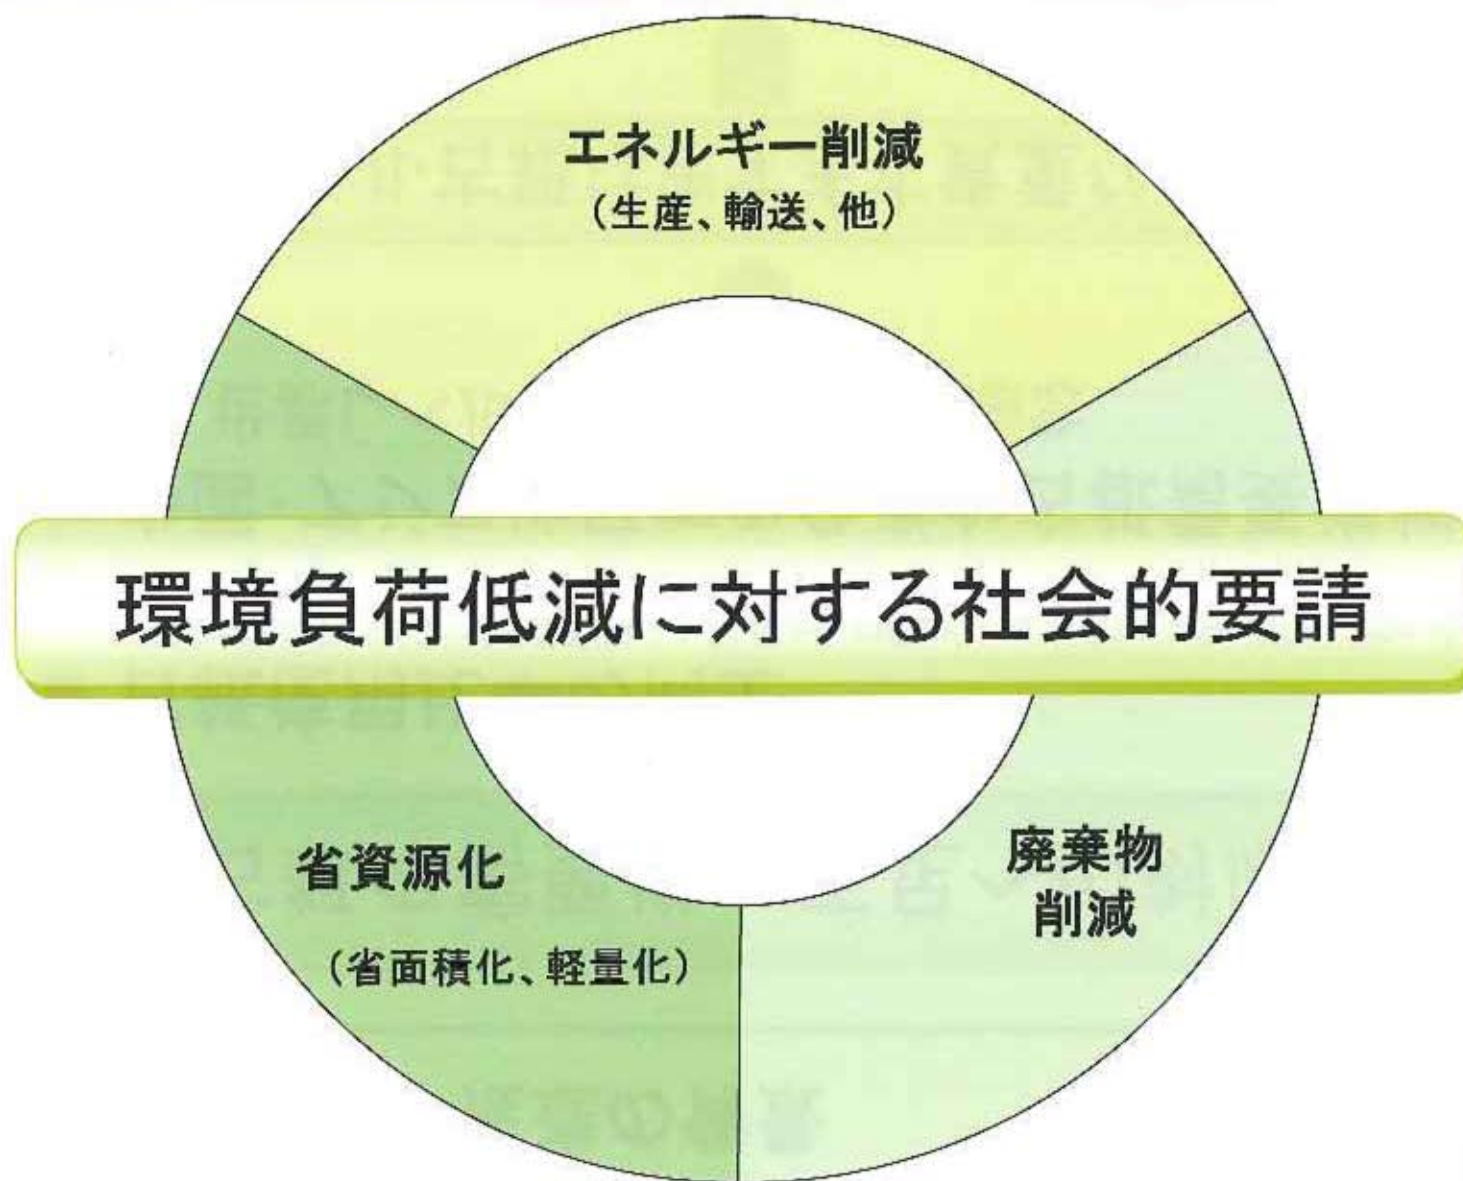 エネルギー削減
（生産、輸送、他）
環境負荷低減に対する社会的要請
省資源化
（省面積化、軽量化）
廃棄物
削減